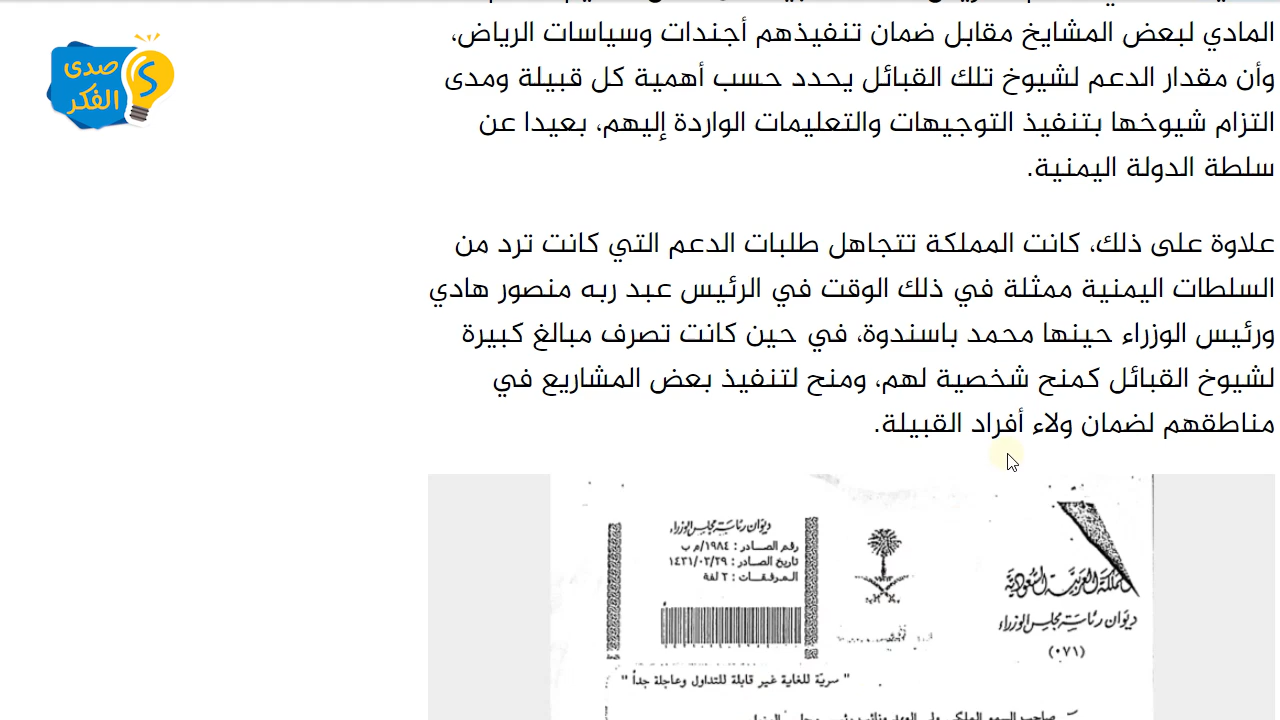 المادي لبعض المشايخ مقابل ضمان تنفيذهم أجندات وسياسات الرياض،
وأن مقدار الدعم لشيوخ تلك القبائل يحدد حسب أهمية كل قبيلة ومدى
التزام شيوخها بتنفيذ التوجيهات والتعليمات الواردة إليهم، بعيدا عن
سلطة الدولة اليمنية.
علاوة على ذلك، كانت المملكة تتجاهل طلبات الدعم التي كانت ترد من
السلطات اليمنية ممثلة في ذلك الوقت في الرئيس عبد ربه منصور هادي
ورئيس الوزراء حينها محمد باسندوة، في حين كانت تصرف مبالغ كبيرة
لشيوخ القبائل كمنح شخصية لهم، ومنح لتنفيذ بعض المشاريع في
مناطقهم لضمان ولاء أفراد القبيلة.
صدى
الفكر
المملكة العربية السعودية
ديوان رئاسة مجلس الوزراء
(٠٧١)
ديوان رئاسة مجلس الوزراء
رقم الصادر : ١٩٨٤/م ب
تاريخ الصادر : ١٤٣١/٠٢/٢٩
المرفقات : ٢ لفة
" سرية للغاية غير قابلة للتداول وعاجلة جداً "